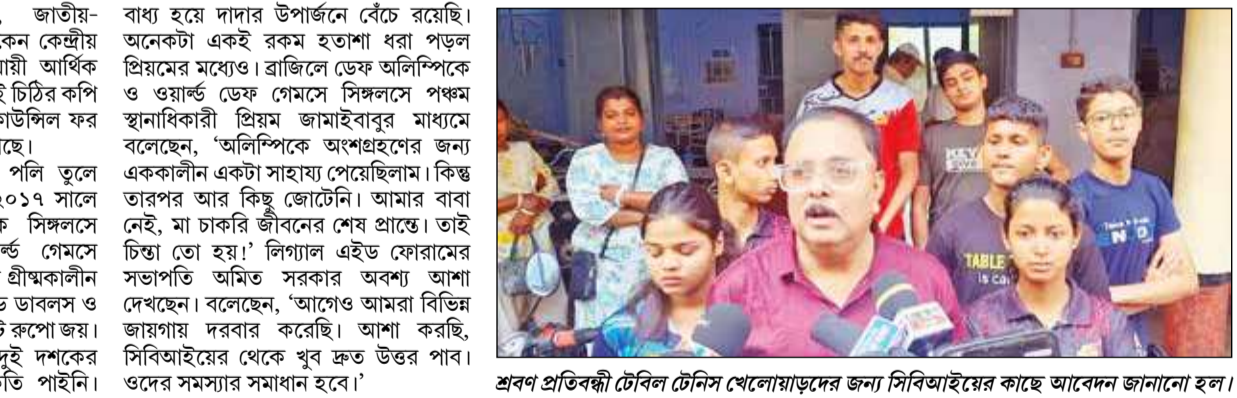 জাতীয়-
কেন কেন্দ্রীয়
আর্থিক
চিঠির কপি
ফর
পলি তুলে
২০১৭ সালে
সিঙ্গলসে
গেমসে
গ্রীষ্মকালীন
ডাবলস ও
রুপো জয়।
দুই দশকের
পাইনি।
বাধ্য হয়ে দাদার উপার্জনে বেঁচে রয়েছি।
অনেকটা একই রকম হতাশা ধরা পড়ল
প্রিয়মের মধ্যেও। ব্রাজিলে ডেফ অলিম্পিকে
ও ওয়ার্ল্ড ডেফ গেমসে সিঙ্গলসে পঞ্চম
স্থানাধিকারী প্রিয়ম জামাইবাবুর মাধ্যমে
বলেছেন, ‘অলিম্পিকে অংশগ্রহণের জন্য
এককালীন একটা সাহায্য পেয়েছিলাম। কিন্তু
তারপর আর কিছু জোটেনি। আমার বাবা
নেই, মা চাকরি জীবনের শেষ প্রান্তে। তাই
চিন্তা তো হয়!’ লিগ্যাল এইড ফোরামের
সভাপতি অমিত সরকার অবশ্য আশা
দেখছেন। বলেছেন, ‘আগেও আমরা বিভিন্ন
জায়গায় দরবার করেছি। আশা করছি,
সিবিআইয়ের থেকে খুব দ্রুত উত্তর পাব।
ওদের সমস্যার সমাধান হবে।’
TABLE
শ্রবণ প্রতিবন্ধী টেবিল টেনিস খেলোয়াড়দের জন্য সিবিআইয়ের কাছে আবেদন জানানো হল।